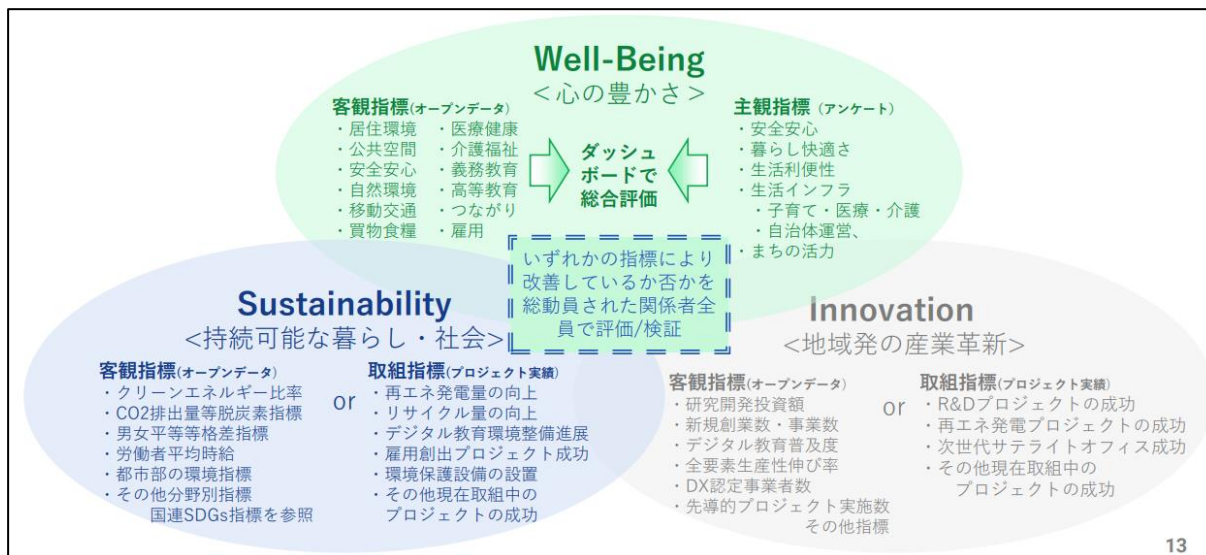 Well-Being
＜心の豊かさ＞
客観指標(オープンデータ)
・居住環境 ・医療健康
・公共空間 ・介護福祉
・安全安心 ・義務教育
・自然環境 ・高等教育
・移動交通 ・つながり
・買物食糧 ・雇用
ダッシュ
ボードで
総合評価
主観指標（アンケート）
・安全安心
・暮らし快適さ
・生活利便性
・生活インフラ
・子育て・医療・介護
・自治体運営、
・まちの活力
いずれかの指標により
改善しているか否かを
総動員された関係者全
員で評価/検証
Sustainability
<持続可能な暮らし・社会>
客観指標(オープンデータ)
・クリーンエネルギー比率
・CO2排出量等脱炭素指標
・男女平等等格差指標
・労働者平均時給
・都市部の環境指標
・その他分野別指標
国連SDGs指標を参照
or
取組指標(プロジェクト実績)
・再エネ発電量の向上
・リサイクル量の向上
・デジタル教育環境整備進展
・雇用創出プロジェクト成功
・環境保護設備の設置
・その他現在取組中の
プロジェクトの成功
Innovation
<地域発の産業革新>
客観指標(オープンデータ)
・研究開発投資額
・新規創業数・事業数
・デジタル教育普及度
・全要素生産性伸び率
・DX認定事業者数
・先導的プロジェクト実施数
その他指標
or
取組指標(プロジェクト実績)
・R&Dプロジェクトの成功
・再エネ発電プロジェクトの成功
・次世代サテライトオフィス成功
・その他現在取組中の
プロジェクトの成功
13